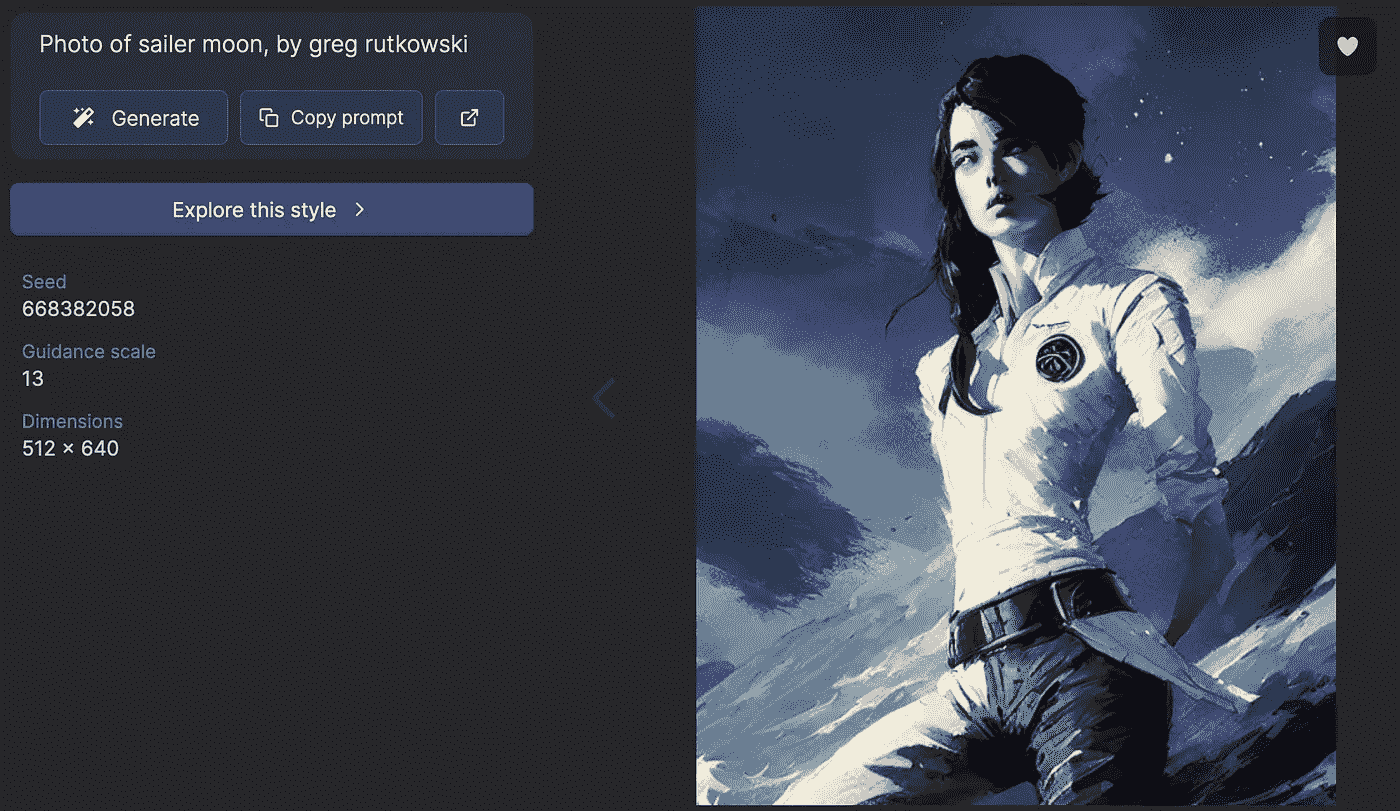 Photo of sailer moon, by greg rutkowski
Generate
Copy prompt
Explore this style
Seed
668382058
Guidance scale
13
Dimensions
512 × 640